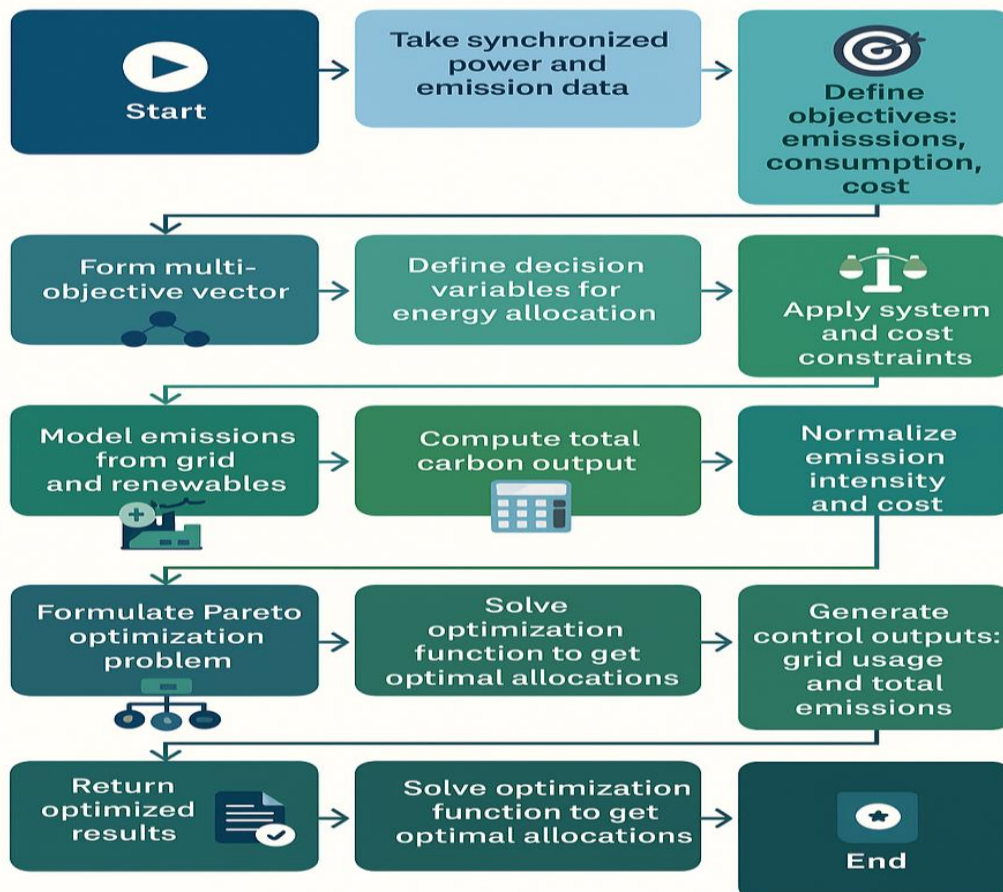 Start
Take synchronized
power and
emission data
Define
objectives:
emisssions,
consumption,
cost
Form multi-
objective vector
Define decision
variables for
energy allocation
Apply system
and cost
constraints
Model emissions
from grid
and renewables
Compute total
carbon output
Normalize
emission
intensity
and cost
Formulate Pareto
optimization
problem
Solve
optimization
function to get
optimal allocations
Generate
control outputs:
grid usage
and total
emissions
Return
optimized
results
Solve optimization
function to get
optimal allocations
End